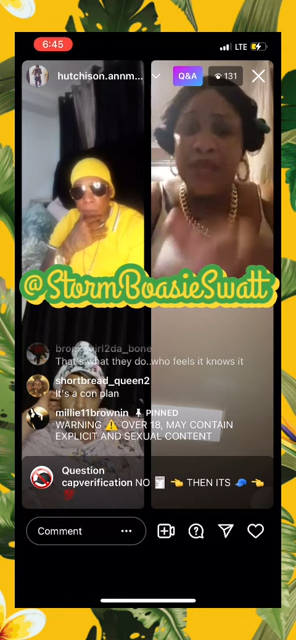 6:45
LTE
hutchison.annm...
Q&A
131
@StormBoasieSwatt
That's what they do..who feels it knows it
shortbread_queen2
It's a con plan
millie11brownin PINNED
WARNING ⚠️ OVER 18, MAY CONTAIN
EXPLICIT AND SEXUAL CONTENT
Question
capverification NO 🧾 👈 THEN ITS 🧢 👈
Comment